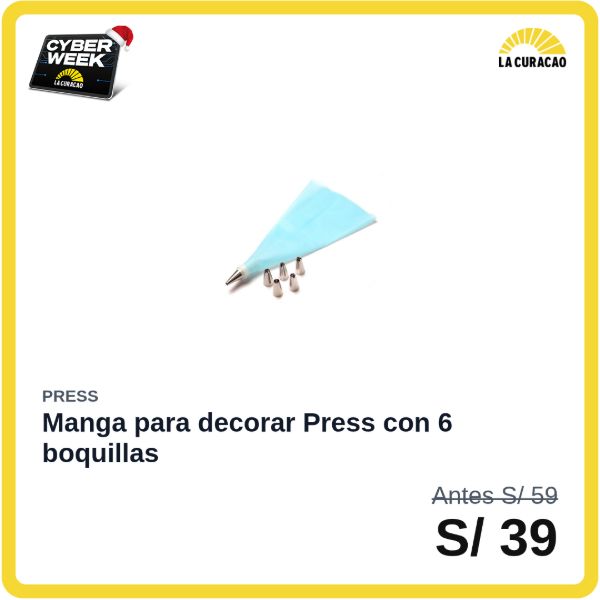 CYBER
WEEK
LA CURACAO
LA CURACAO
PRESS
Manga para decorar Press con 6
boquillas
Antes S/ 59
S/ 39